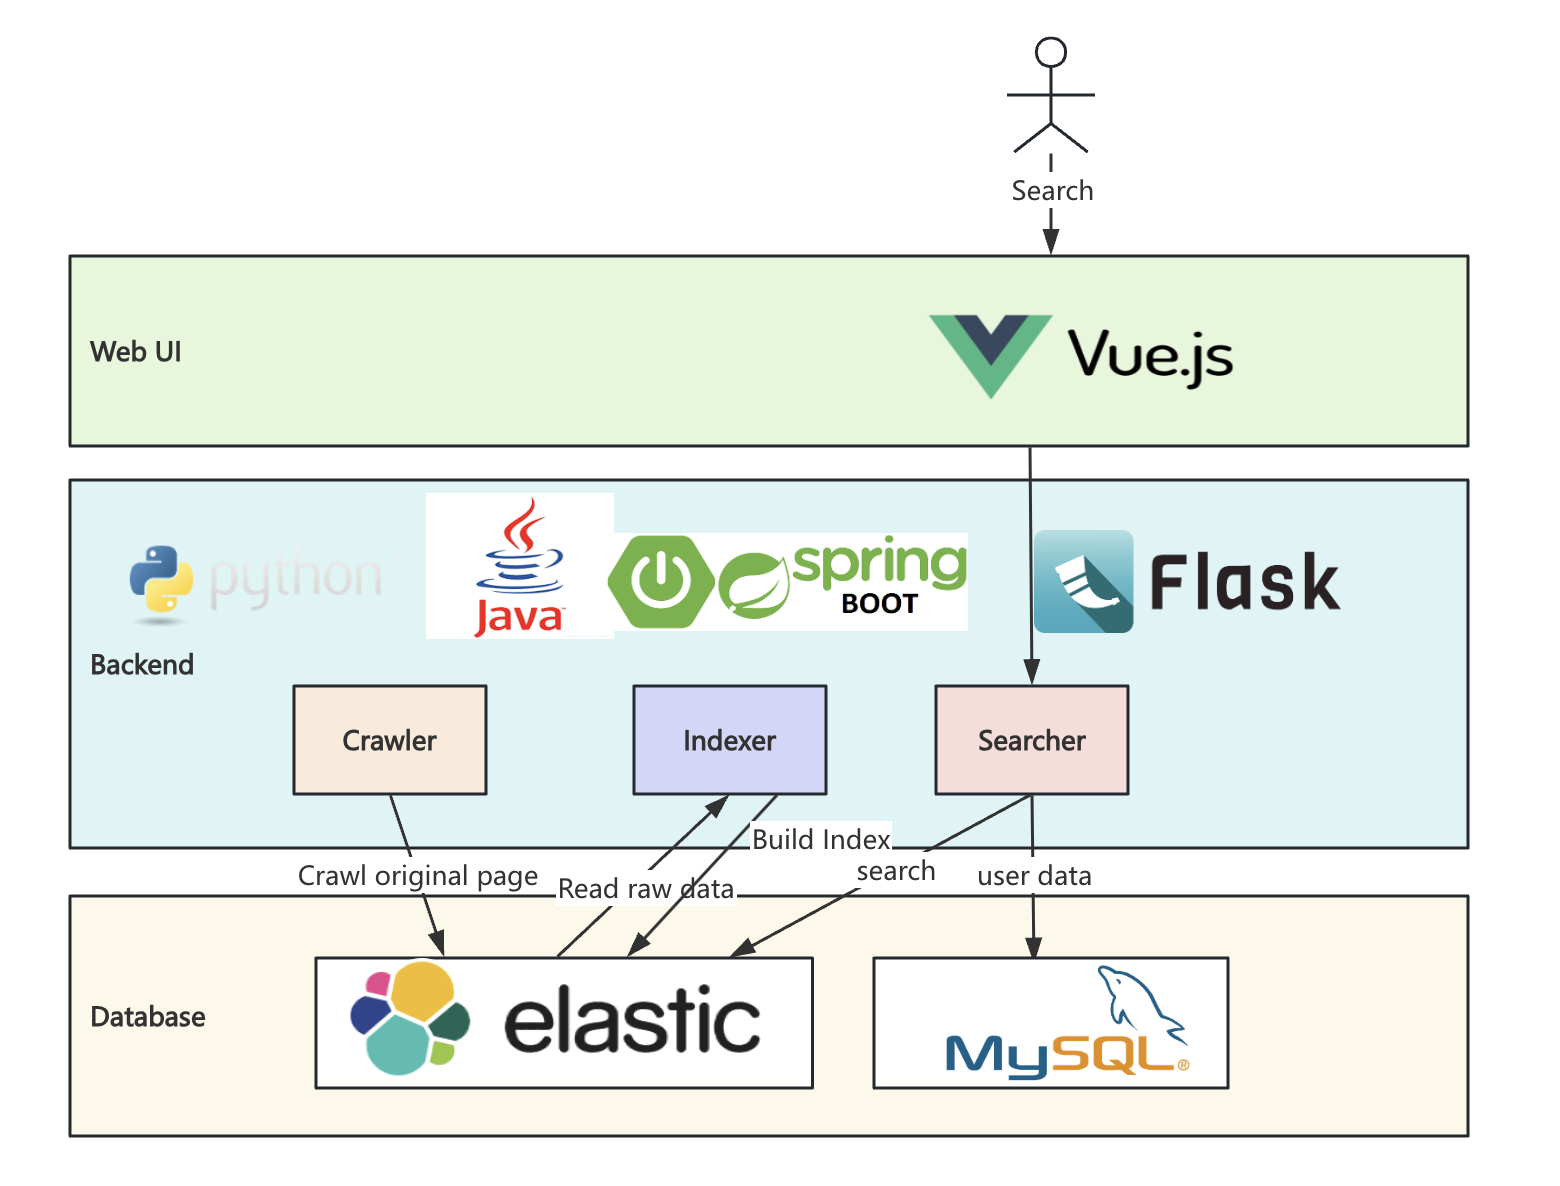 Search
Web UI
Vue.js
python
Java™
spring
BOOT
Flask
Backend
Crawler
Indexer
Searcher
Build Index
search
Crawl original page
Read raw data
user data
Database
elastic
MySQL®